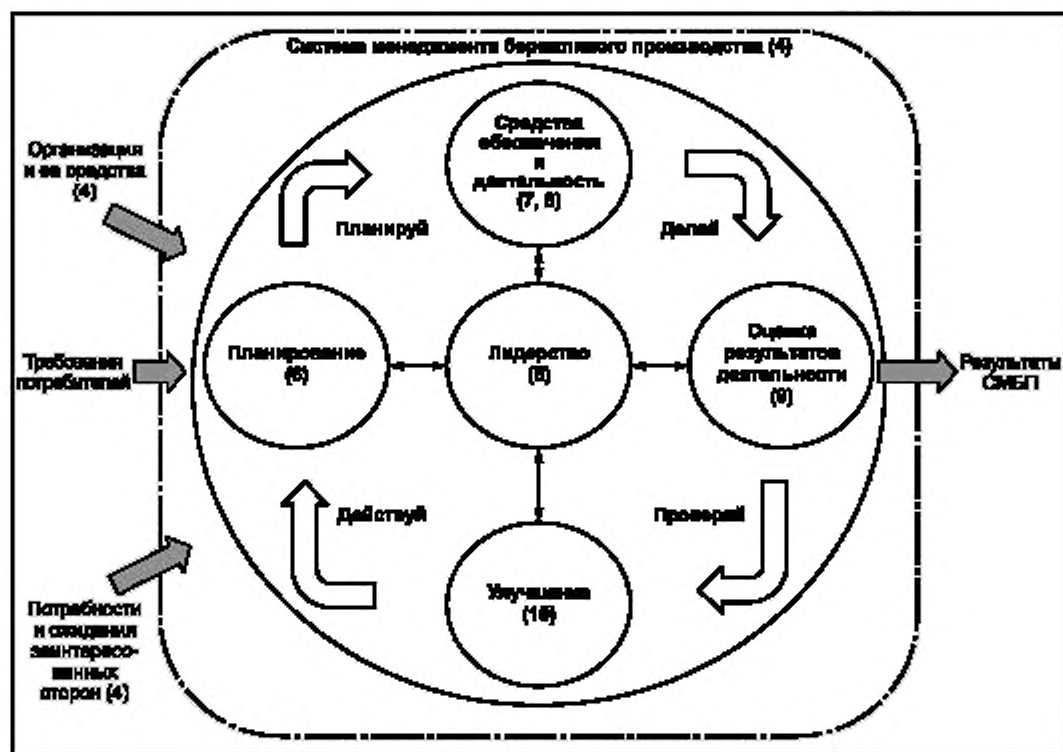 Система менеджмента бережливого производства (4)
Средства
обеспечения
и
деятельность
(7, 8)
Организация
и ее средства
(4)
Планируй
Делай
Требования
потребителей
Планирование
(6)
Лидерство
(5)
Оценка
результатов
деятельности
(9)
Результаты
СМБП
Действуй
Проверяй
Улучшение
(10)
Потребности
и ожидания
заинтересо-
ванных
сторон (4)